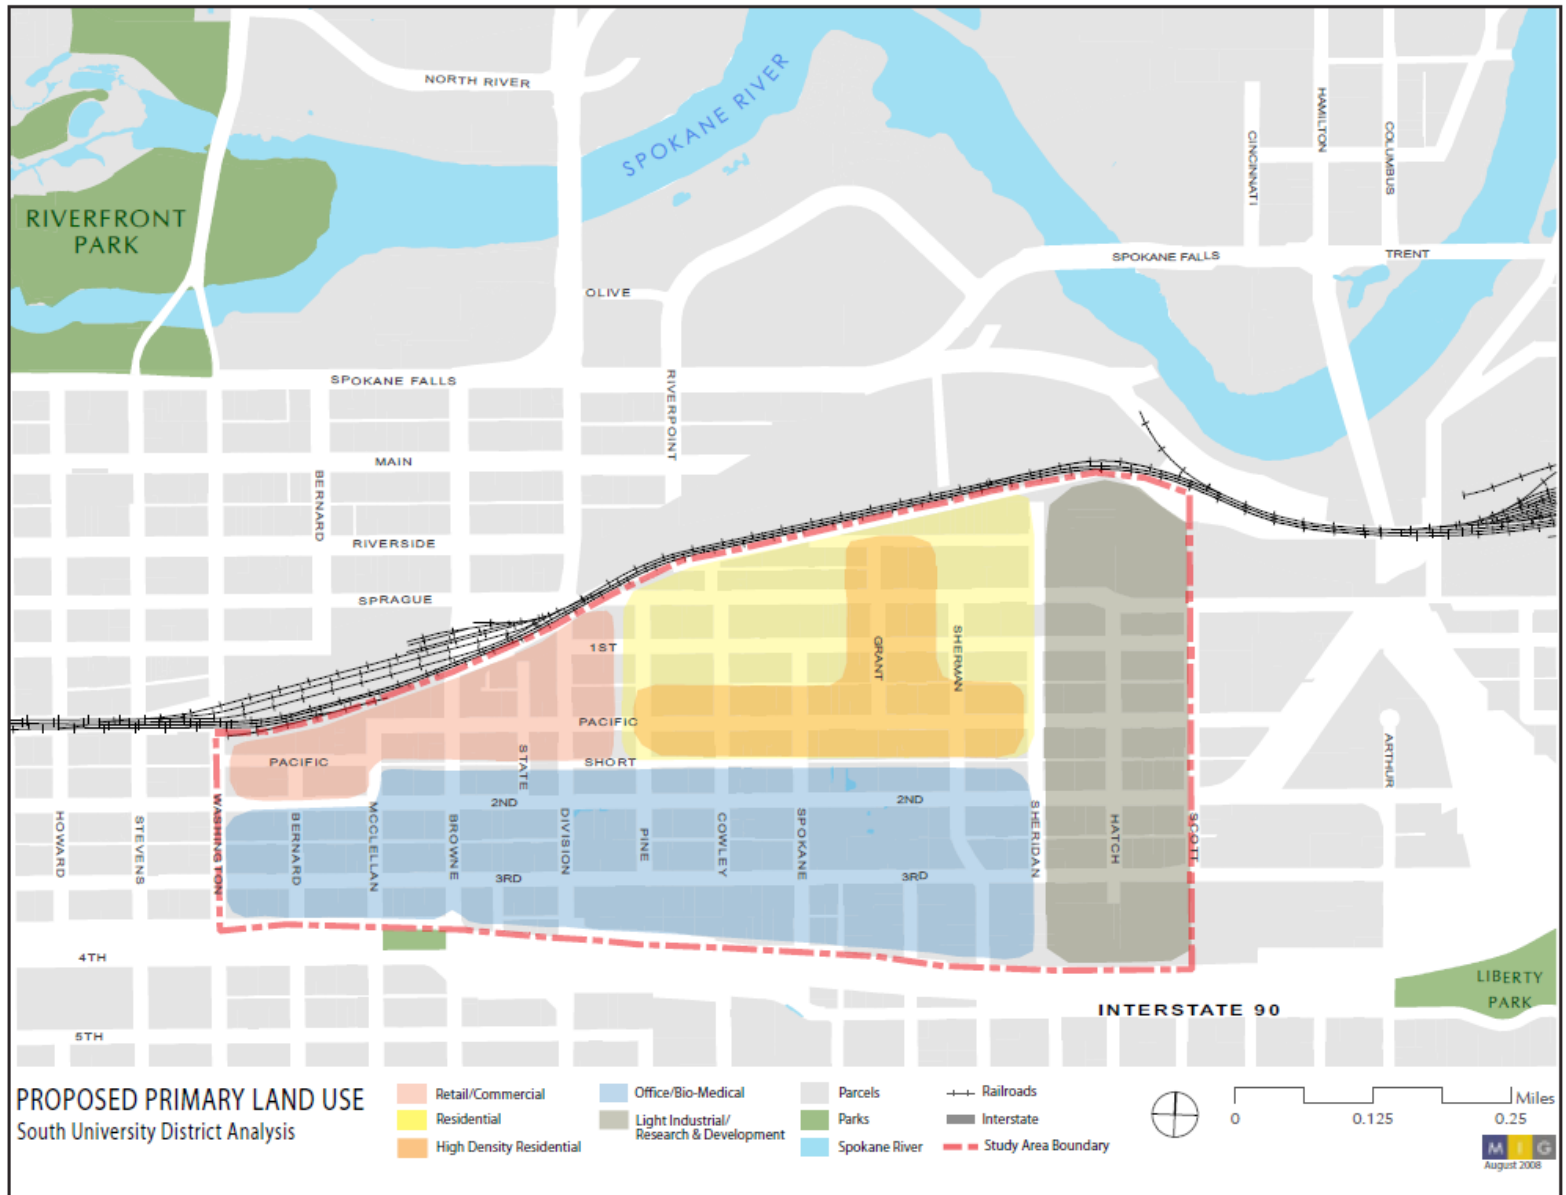 NORTH RIVER
SPOKANE RIVER
CINCINNATI
HAMILTON
COLUMBUS
RIVERFRONT
PARK
SPOKANE FALLS
TRENT
OLIVE
SPOKANE FALLS
RIVERPOINT
MAIN
BERNARD
RIVERSIDE
SPRAGUE
1ST
GRANT
SHERMAN
PACIFIC
PACIFIC
STATE
SHORT
ARTHUR
2ND
2ND
HOWARD
STEVENS
WASHINGTON
BERNARD
MCCLELLAN
BROWNE
DIVISION
PINE
COWLEY
SPOKANE
SHERIDAN
HATCH
SCOTT
3RD
3RD
4TH
LIBERTY
PARK
INTERSTATE 90
5TH
PROPOSED PRIMARY LAND USE
South University District Analysis
Retail/Commercial
Residential
High Density Residential
Office/Bio-Medical
Light Industrial/
Research & Development
Parcels
Parks
Spokane River
Railroads
Interstate
Study Area Boundary
Miles
0 0.125 0.25
M I G
August 2008